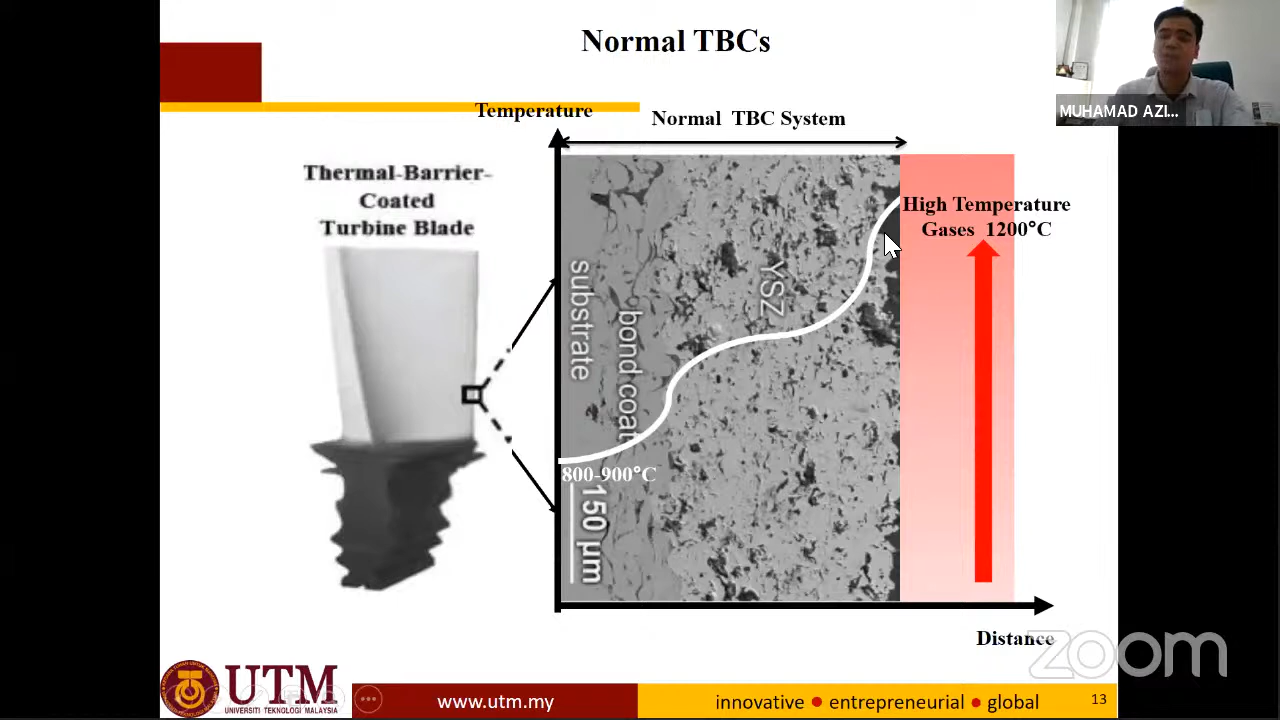 Normal TBCs
MUHAMAD AZI...
Temperature
Normal TBC System
Thermal-Barrier-
Coated
Turbine Blade
High Temperature
Gases 1200°C
substrate
bond coat
YSZ
800-900°C
150 µm
Distance
zoom
UTM
UNIVERSITI TEKNOLOGI MALAYSIA
www.utm.my
innovative ● entrepreneurial ● global
13